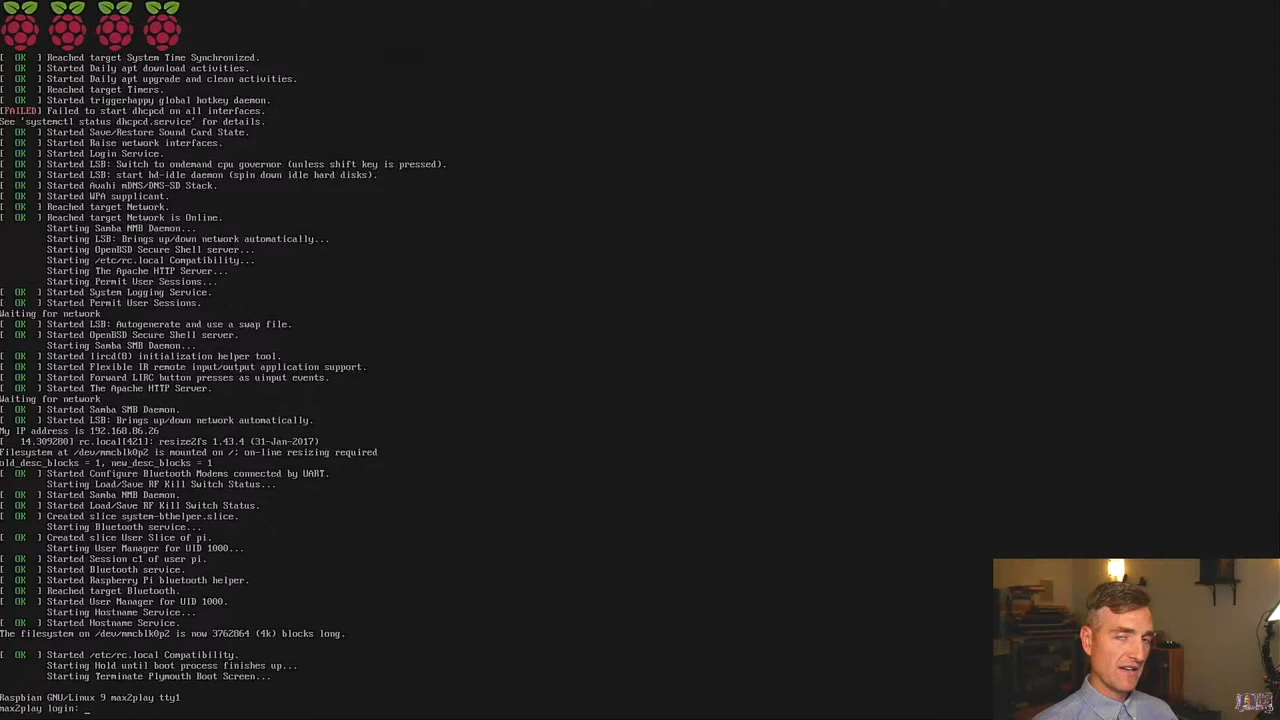 [  OK  ] Reached target System Time Synchronized.
[  OK  ] Started Daily apt download activities.
[  OK  ] Started Daily apt upgrade and clean activities.
[  OK  ] Reached target Timers.
[  OK  ] Started triggerhappy global hotkey daemon.
[FAILED] Failed to start dhcpcd on all interfaces.
See 'systemctl status dhcpcd.service' for details.
[  OK  ] Started Save/Restore Sound Card State.
[  OK  ] Started Raise network interfaces.
[  OK  ] Started Login Service.
[  OK  ] Started LSB: Switch to ondemand cpu governor (unless shift key is pressed).
[  OK  ] Started LSB: start hd-idle daemon (spin down idle hard disks).
[  OK  ] Started Avahi mDNS/DNS-SD Stack.
[  OK  ] Started WPA supplicant.
[  OK  ] Reached target Network.
[  OK  ] Reached target Network is Online.
Starting Samba NMB Daemon...
Starting LSB: Brings up/down network automatically...
Starting OpenBSD Secure Shell server...
Starting /etc/rc.local Compatibility...
Starting The Apache HTTP Server...
Starting Permit User Sessions...
[  OK  ] Started System Logging Service.
[  OK  ] Started Permit User Sessions.
Waiting for network
[  OK  ] Started LSB: Autogenerate and use a swap file.
[  OK  ] Started OpenBSD Secure Shell server.
Starting Samba SMB Daemon...
[  OK  ] Started lircd(8) initialization helper tool.
[  OK  ] Started Flexible IR remote input/output application support.
[  OK  ] Started Forward LIRC button presses as uinput events.
[  OK  ] Started The Apache HTTP Server.
Waiting for network
[  OK  ] Started Samba SMB Daemon.
[  OK  ] Started LSB: Brings up/down network automatically.
My IP address is 192.168.86.26
[   14.309280] rc.local[421]: resize2fs 1.43.4 (31-Jan-2017)
Filesystem at /dev/mmcblk0p2 is mounted on /; on-line resizing required
old_desc_blocks = 1, new_desc_blocks = 1
[  OK  ] Started Configure Bluetooth Modems connected by UART.
Starting Load/Save RF Kill Switch Status...
[  OK  ] Started Samba NMB Daemon.
[  OK  ] Started Load/Save RF Kill Switch Status.
[  OK  ] Created slice system-bthelper.slice.
Starting Bluetooth service...
[  OK  ] Created slice User Slice of pi.
Starting User Manager for UID 1000...
[  OK  ] Started Session c1 of user pi.
[  OK  ] Started Bluetooth service.
[  OK  ] Started Raspberry Pi bluetooth helper.
[  OK  ] Reached target Bluetooth.
[  OK  ] Started User Manager for UID 1000.
Starting Hostname Service...
[  OK  ] Started Hostname Service.
The filesystem on /dev/mmcblk0p2 is now 3762864 (4k) blocks long.
[  OK  ] Started /etc/rc.local Compatibility.
Starting Hold until boot process finishes up...
Starting Terminate Plymouth Boot Screen...
Raspbian GNU/Linux 9 max2play tty1
max2play login: _